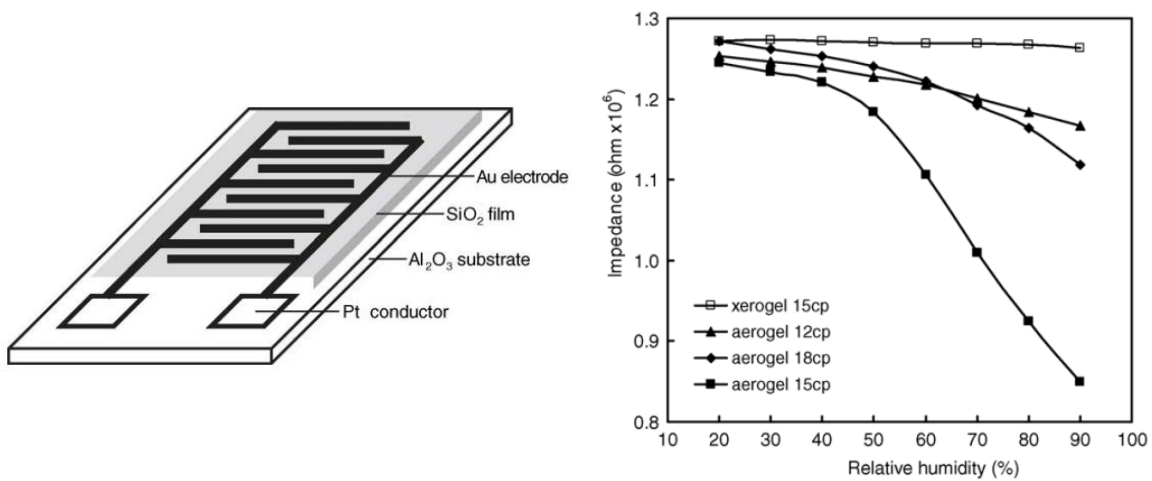 Au electrode
SiO₂ film
Al₂O₃ substrate
Pt conductor
Impedance (ohm x10⁶)
1.3
1.2
1.1
1.0
0.9
0.8
xerogel 15cp
aerogel 12cp
aerogel 18cp
aerogel 15cp
10 20 30 40 50 60 70 80 90 100
Relative humidity (%)